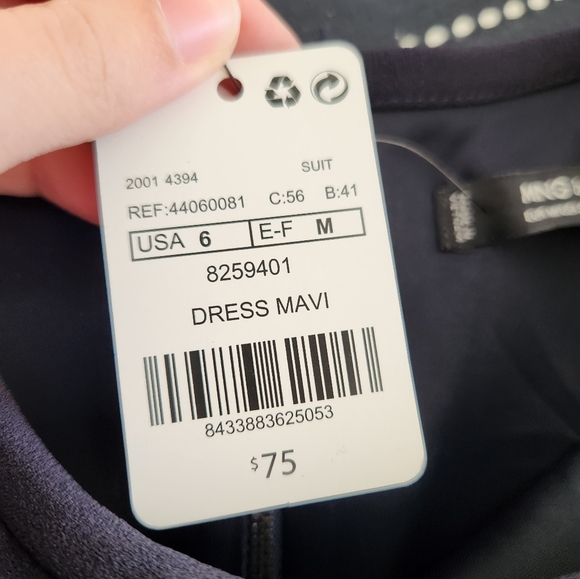 2001 4394 SUIT
REF:44060081 C:56 B:41
USA 6 E-F M
8259401
DRESS MAVI
8433883625053
$75